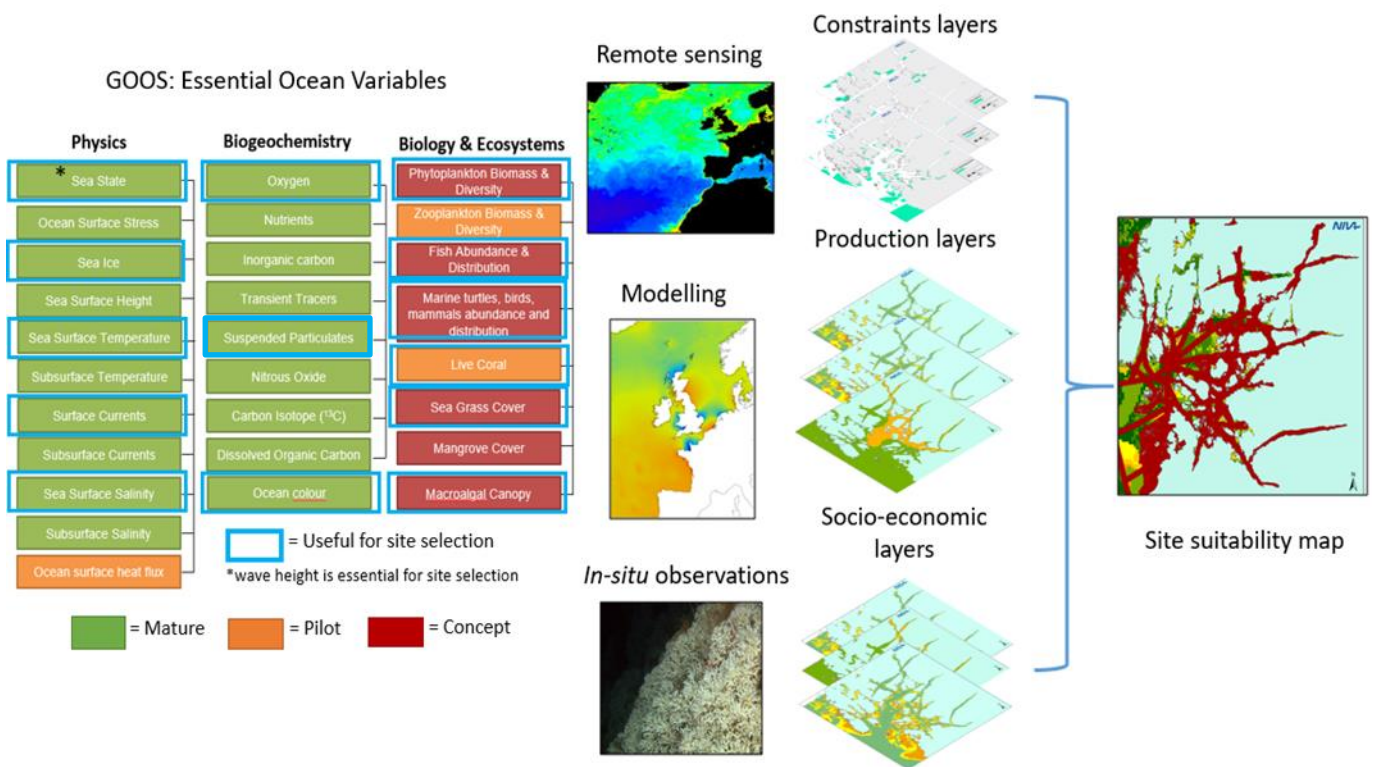 GOOS: Essential Ocean Variables
Physics
* Sea State
Ocean Surface Stress
Sea Ice
Sea Surface Height
Sea Surface Temperature
Subsurface Temperature
Surface Currents
Subsurface Currents
Sea Surface Salinity
Subsurface Salinity
Ocean surface heat flux
Biogeochemistry
Oxygen
Nutrients
Inorganic carbon
Transient Tracers
Suspended Particulates
Nitrous Oxide
Carbon Isotope (¹³C)
Dissolved Organic Carbon
Ocean colour
Biology & Ecosystems
Phytoplankton Biomass &
Diversity
Zooplankton Biomass &
Diversity
Fish Abundance &
Distribution
Marine turtles, birds,
mammals abundance and
distribution
Live Coral
Sea Grass Cover
Mangrove Cover
Macroalgal Canopy
= Useful for site selection
*wave height is essential for site selection
= Mature
= Pilot
= Concept
Remote sensing
Modelling
In-situ observations
Constraints layers
Production layers
Socio-economic
layers
NIVA
N
Site suitability map